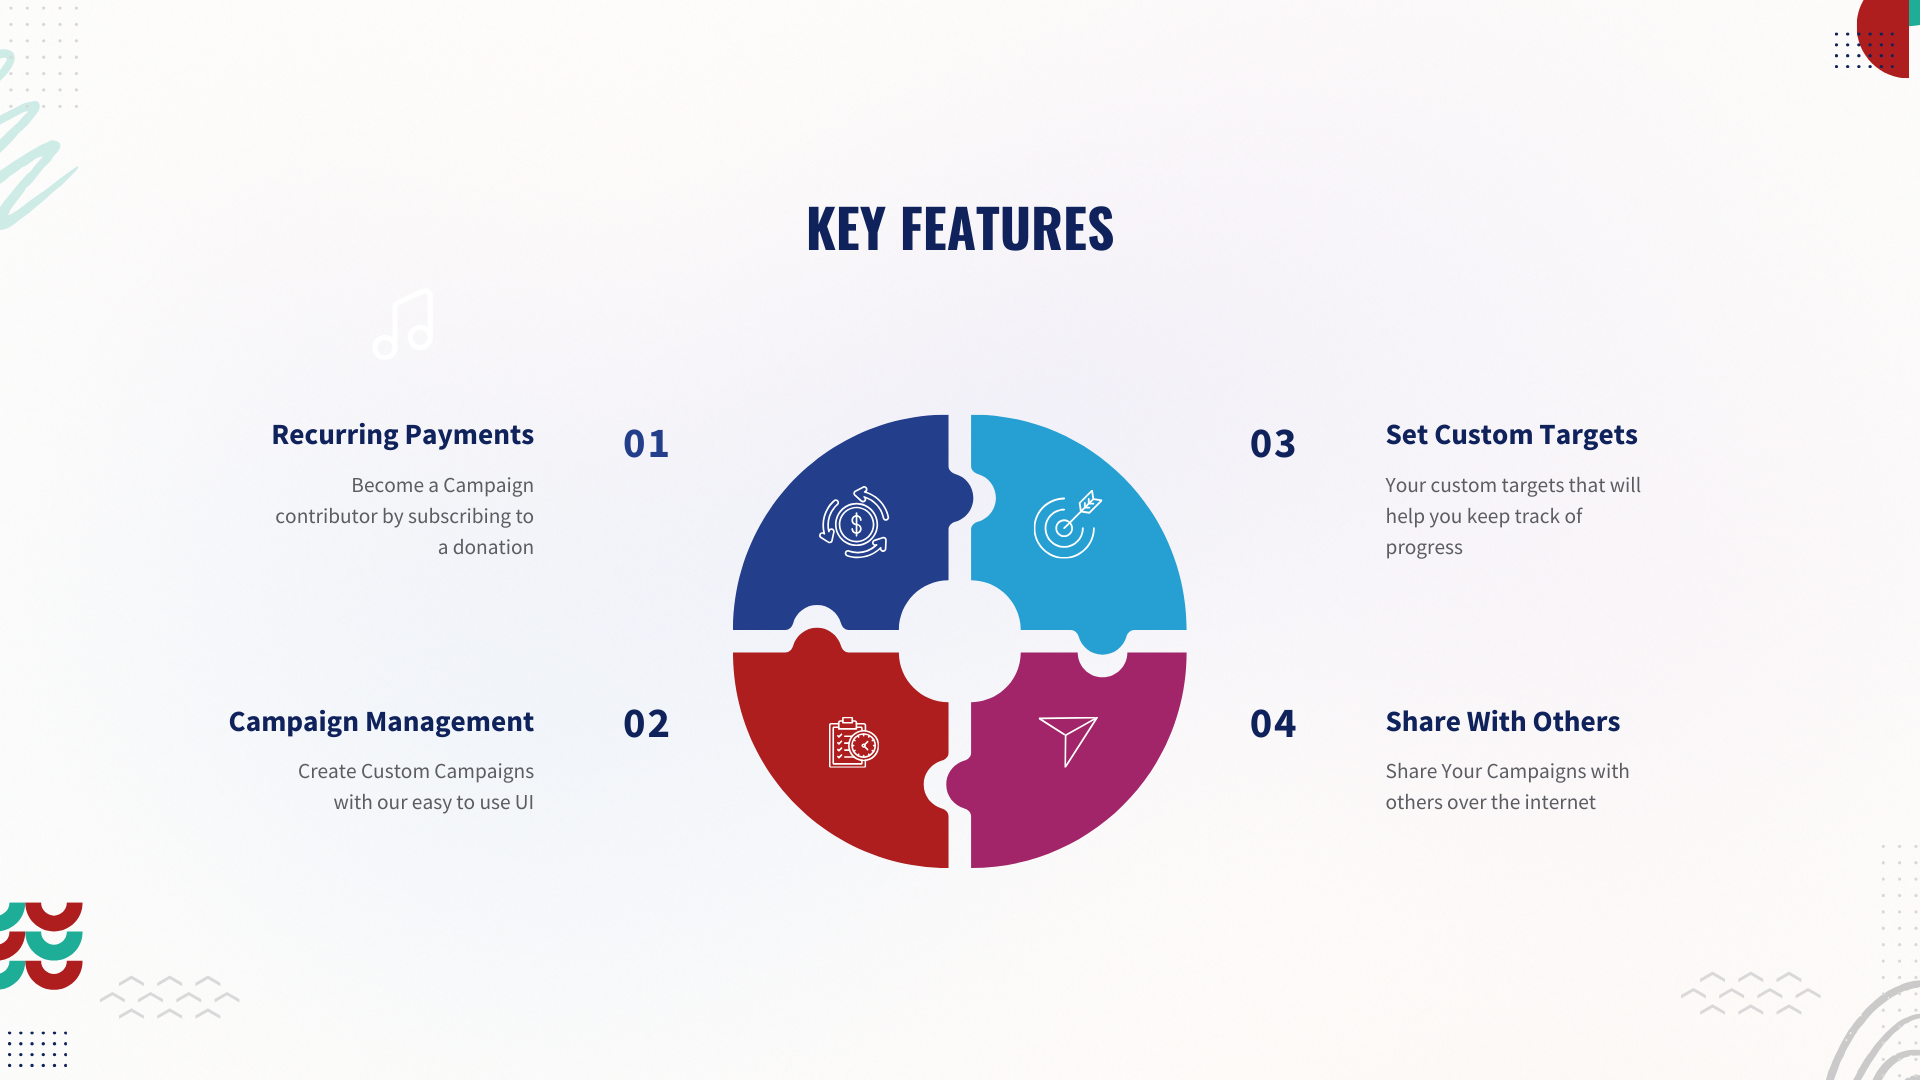 KEY FEATURES
Recurring Payments
01
Become a Campaign
contributor by subscribing to
a donation
Campaign Management
02
Create Custom Campaigns
with our easy to use UI
$
03
Set Custom Targets
Your custom targets that will
help you keep track of
progress
04
Share With Others
Share Your Campaigns with
others over the internet